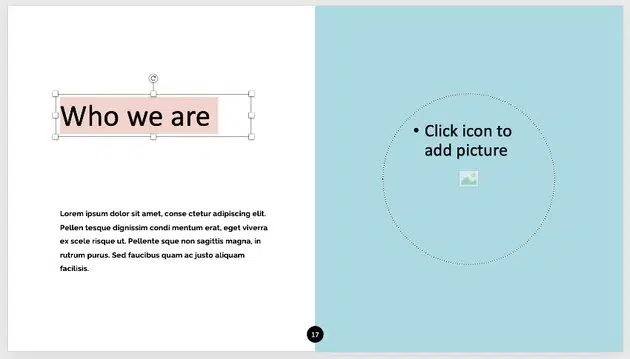 Who we are
Lorem ipsum dolor sit amet, conse ctetur adipiscing elit.
Pellen tesque dignissim condi mentum erat, eget viverra
ex scele risque ut. Pellente sque non sagittis magna, in
rutrum purus. Sed faucibus quam ac justo aliquam
facilisis.
• Click icon to
add picture
17